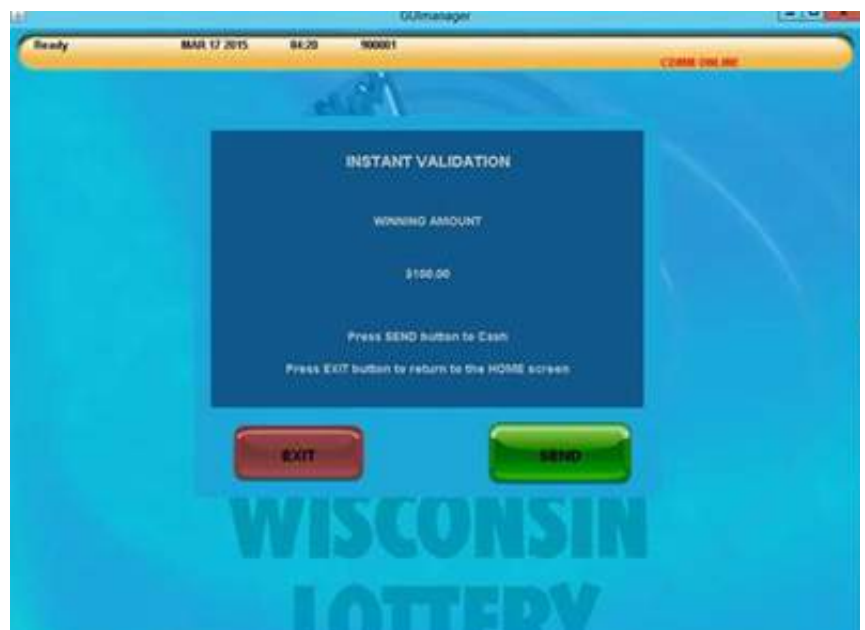 GUImanager
Ready MAR 17 2015 04:20 900001
COMM ONLINE
INSTANT VALIDATION
WINNING AMOUNT
$100.00
Press SEND button to Cash
Press EXIT button to return to the HOME screen
EXIT SEND
WISCONSIN
LOTTERY